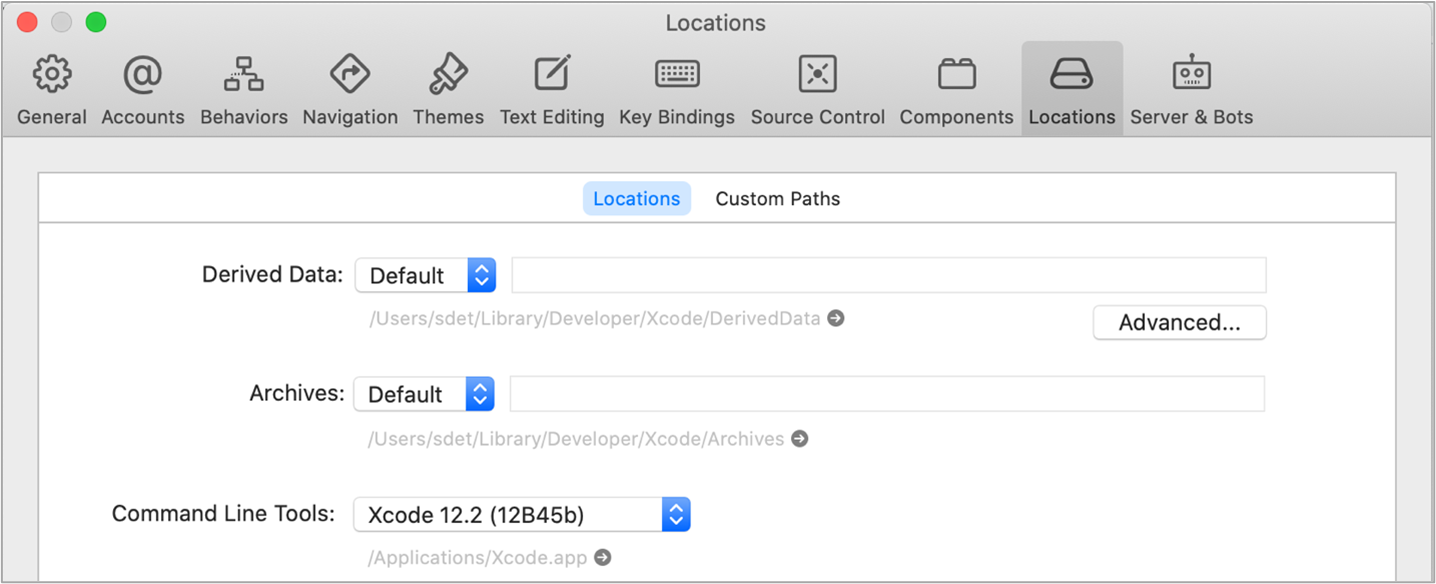 Locations
General Accounts Behaviors Navigation Themes Text Editing Key Bindings Source Control Components Locations Server & Bots
Locations Custom Paths
Derived Data: Default
/Users/sdet/Library/Developer/Xcode/DerivedData
Advanced...
Archives: Default
/Users/sdet/Library/Developer/Xcode/Archives
Command Line Tools: Xcode 12.2 (12B45b)
/Applications/Xcode.app